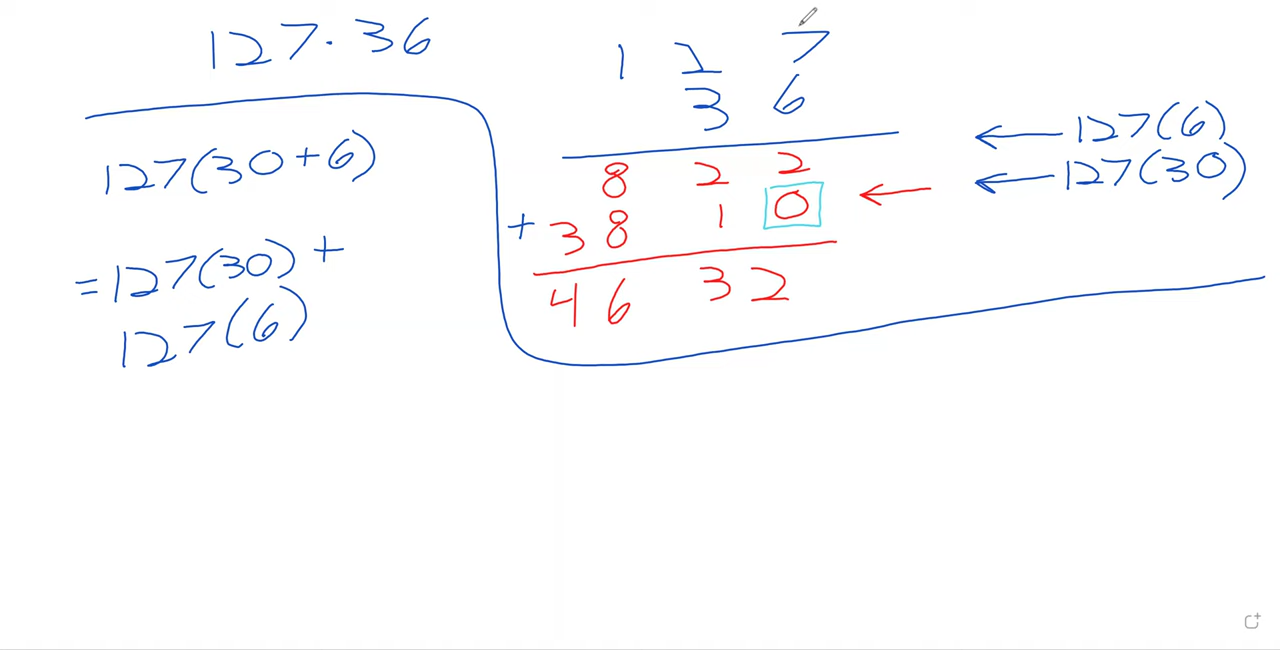 127 · 36
127(30 + 6)
= 127(30) +
127(6)
1 2 7
3 6
8 2 2 ← 127(6)
+ 3 8 1 0 ← ← 127(30)
4 6 3 2